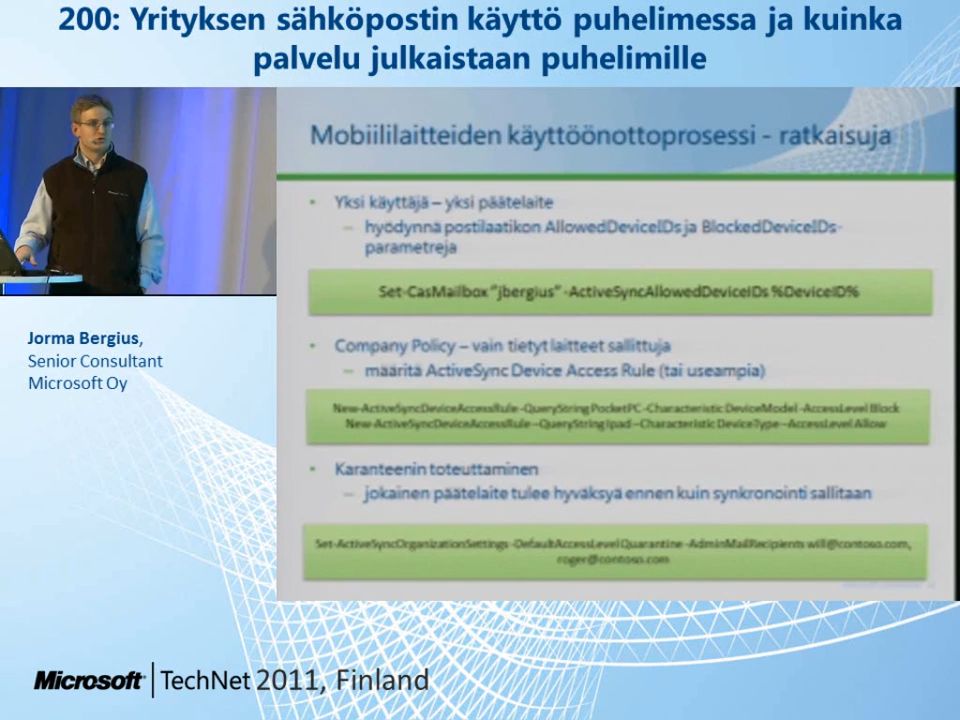 200: Yrityksen sähköpostin käyttö puhelimessa ja kuinka
palvelu julkaistaan puhelimille
Mobiililaitteiden käyttöönottoprosessi - ratkaisuja
• Yksi käyttäjä – yksi päätelaite
– hyödynnä postilaatikon AllowedDeviceIDs ja BlockedDeviceIDs-
parametreja
Set-CasMailbox "jbergius" -ActiveSyncAllowedDeviceIDs %DeviceID%
• Company Policy – vain tietyt laitteet sallittuja
– määritä ActiveSync Device Access Rule (tai useampia)
New-ActiveSyncDeviceAccessRule -QueryString PocketPC -Characteristic DeviceModel -AccessLevel Block
New-ActiveSyncDeviceAccessRule –QueryString Ipad –Characteristic DeviceType –AccessLevel Allow
• Karanteenin toteuttaminen
– jokainen päätelaite tulee hyväksyä ennen kuin synkronointi sallitaan
Set-ActiveSyncOrganizationSettings -DefaultAccessLevel Quarantine -AdminMailRecipients will@contoso.com,
roger@contoso.com
Jorma Bergius,
Senior Consultant
Microsoft Oy
Microsoft | TechNet 2011, Finland